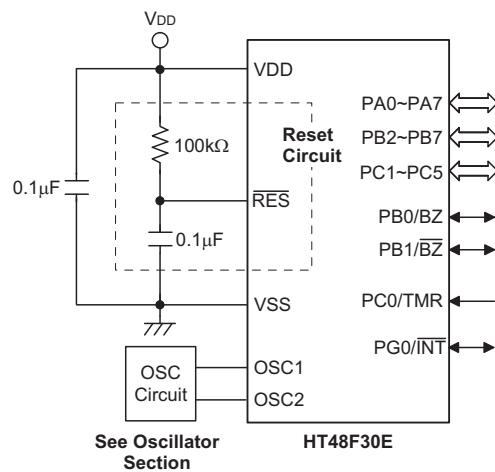 VDD
VDD
PA0~PA7
Reset
Circuit
PB2~PB7
100kΩ
PC1~PC5
0.1μF
RES
PB0/BZ
0.1μF
PB1/BZ
VSS
PC0/TMR
PG0/INT
OSC
Circuit
OSC1
OSC2
See Oscillator
Section
HT48F30E